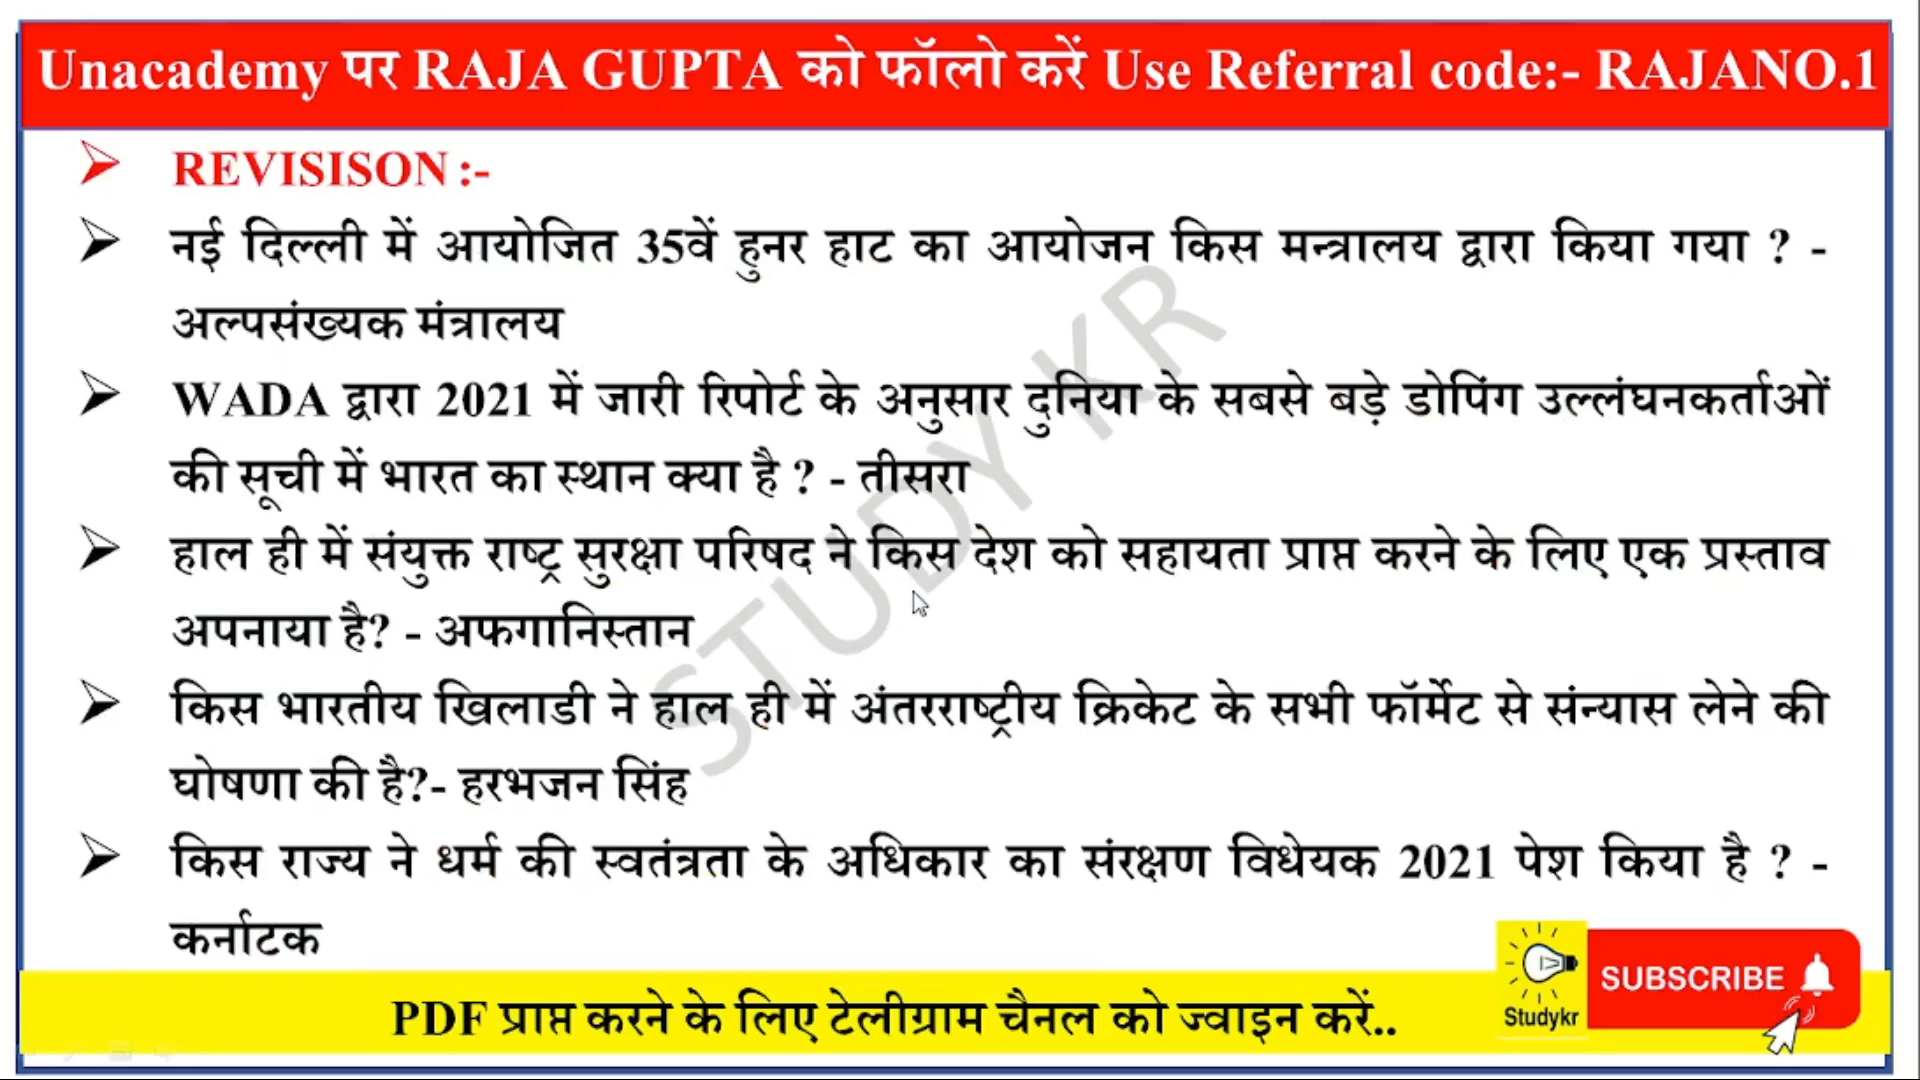 Unacademy पर RAJA GUPTA को फॉलो करें Use Referral code:- RAJANO.1
REVISISON :-
नई दिल्ली में आयोजित 35वें हुनर हाट का आयोजन किस मन्त्रालय द्वारा किया गया ? -
अल्पसंख्यक मंत्रालय
WADA द्वारा 2021 में जारी रिपोर्ट के अनुसार दुनिया के सबसे बड़े डोपिंग उल्लंघनकर्ताओं
की सूची में भारत का स्थान क्या है ? - तीसरा
हाल ही में संयुक्त राष्ट्र सुरक्षा परिषद ने किस देश को सहायता प्राप्त करने के लिए एक प्रस्ताव
अपनाया है? - अफगानिस्तान
किस भारतीय खिलाडी ने हाल ही में अंतरराष्ट्रीय क्रिकेट के सभी फॉर्मेट से संन्यास लेने की
घोषणा की है?- हरभजन सिंह
किस राज्य ने धर्म की स्वतंत्रता के अधिकार का संरक्षण विधेयक 2021 पेश किया है ? -
कर्नाटक
STUDY KR
PDF प्राप्त करने के लिए टेलीग्राम चैनल को ज्वाइन करें..
Studykr
SUBSCRIBE